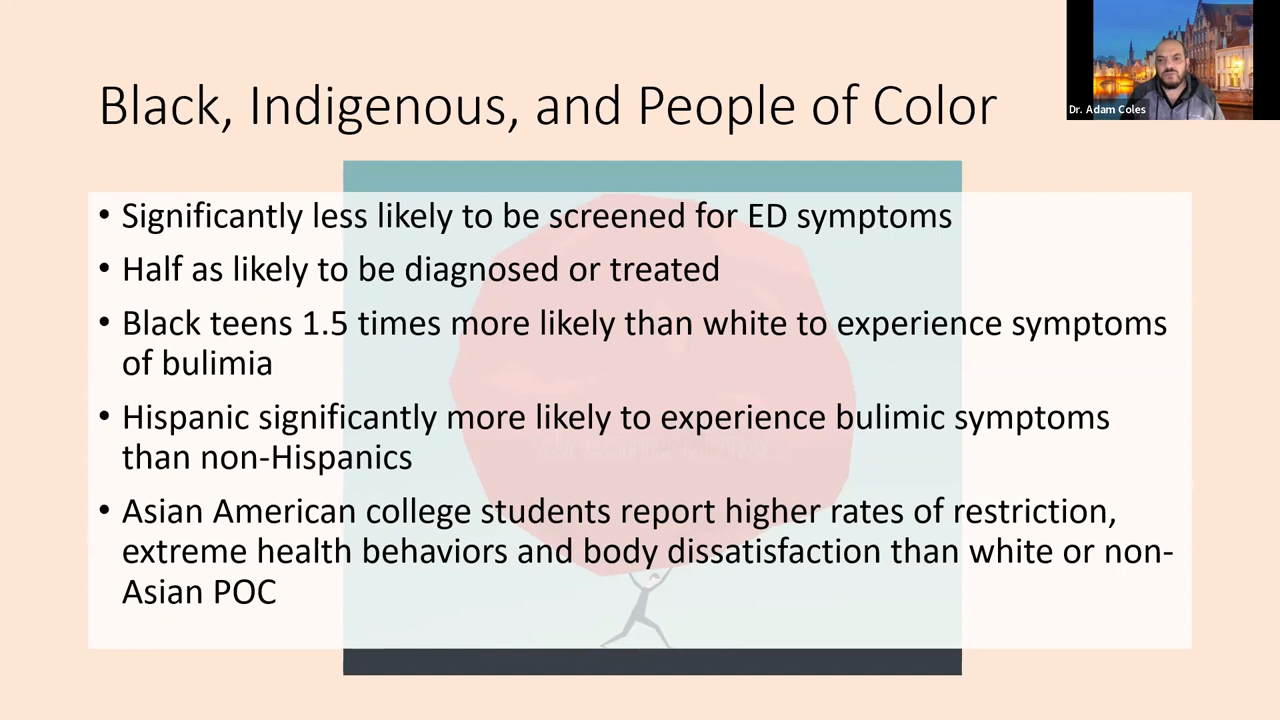 Black, Indigenous, and People of Color
Dr. Adam Coles
• Significantly less likely to be screened for ED symptoms
• Half as likely to be diagnosed or treated
• Black teens 1.5 times more likely than white to experience symptoms
of bulimia
• Hispanic significantly more likely to experience bulimic symptoms
than non-Hispanics
• Asian American college students report higher rates of restriction,
extreme health behaviors and body dissatisfaction than white or non-
Asian POC